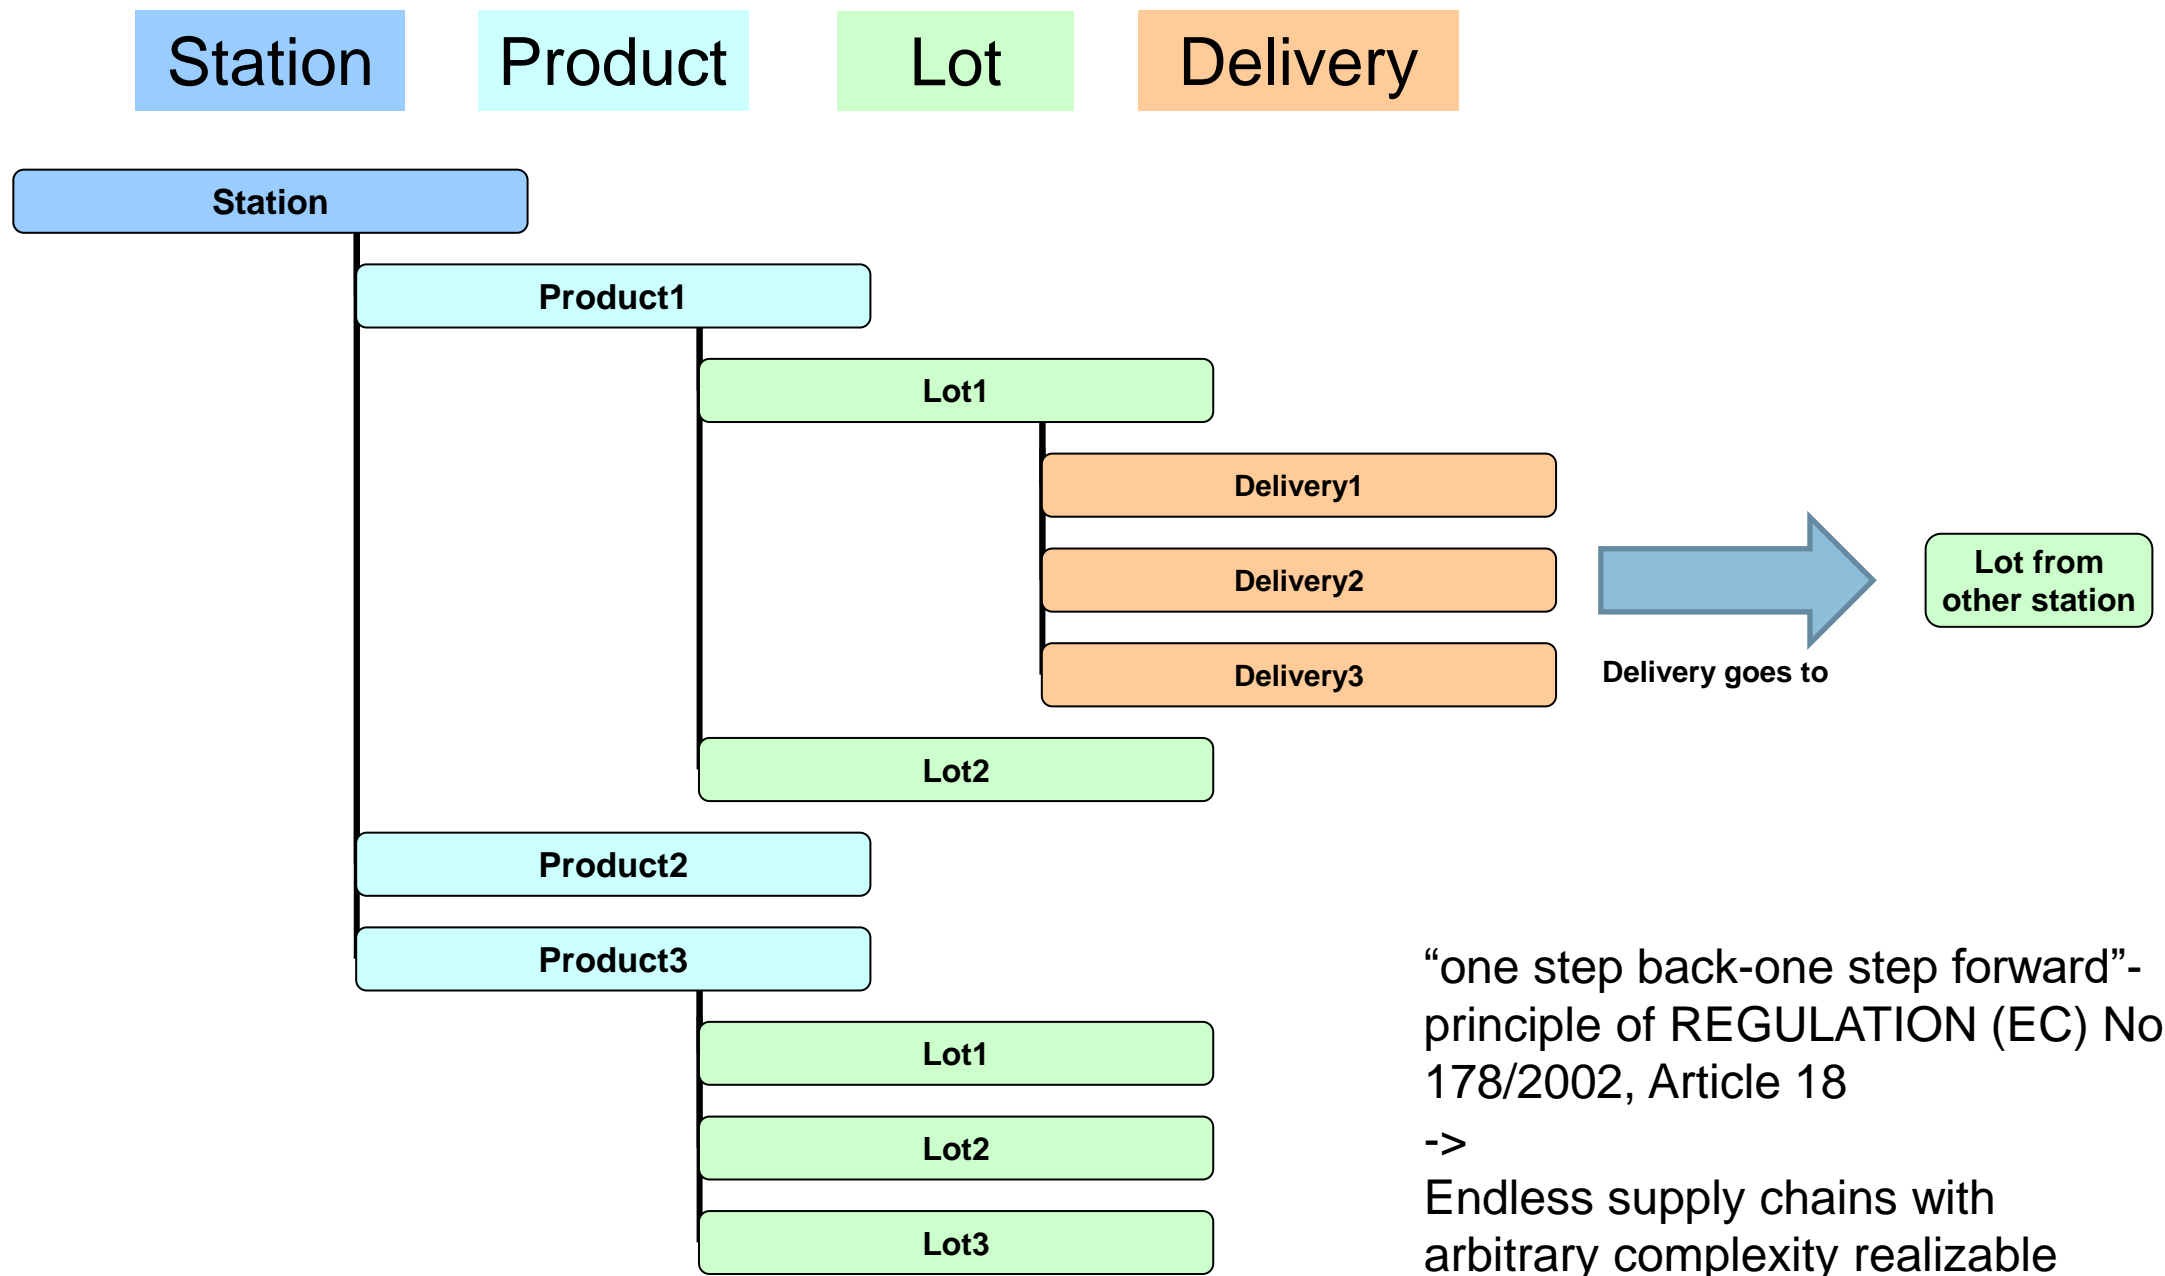 Station
Product
Lot
Delivery
Station
Product1
Lot1
Delivery1
Delivery2
Delivery3
Delivery goes to
Lot from
other station
Lot2
Product2
Product3
Lot1
Lot2
Lot3
“one step back-one step forward”-
principle of REGULATION (EC) No
178/2002, Article 18
->
Endless supply chains with
arbitrary complexity realizable